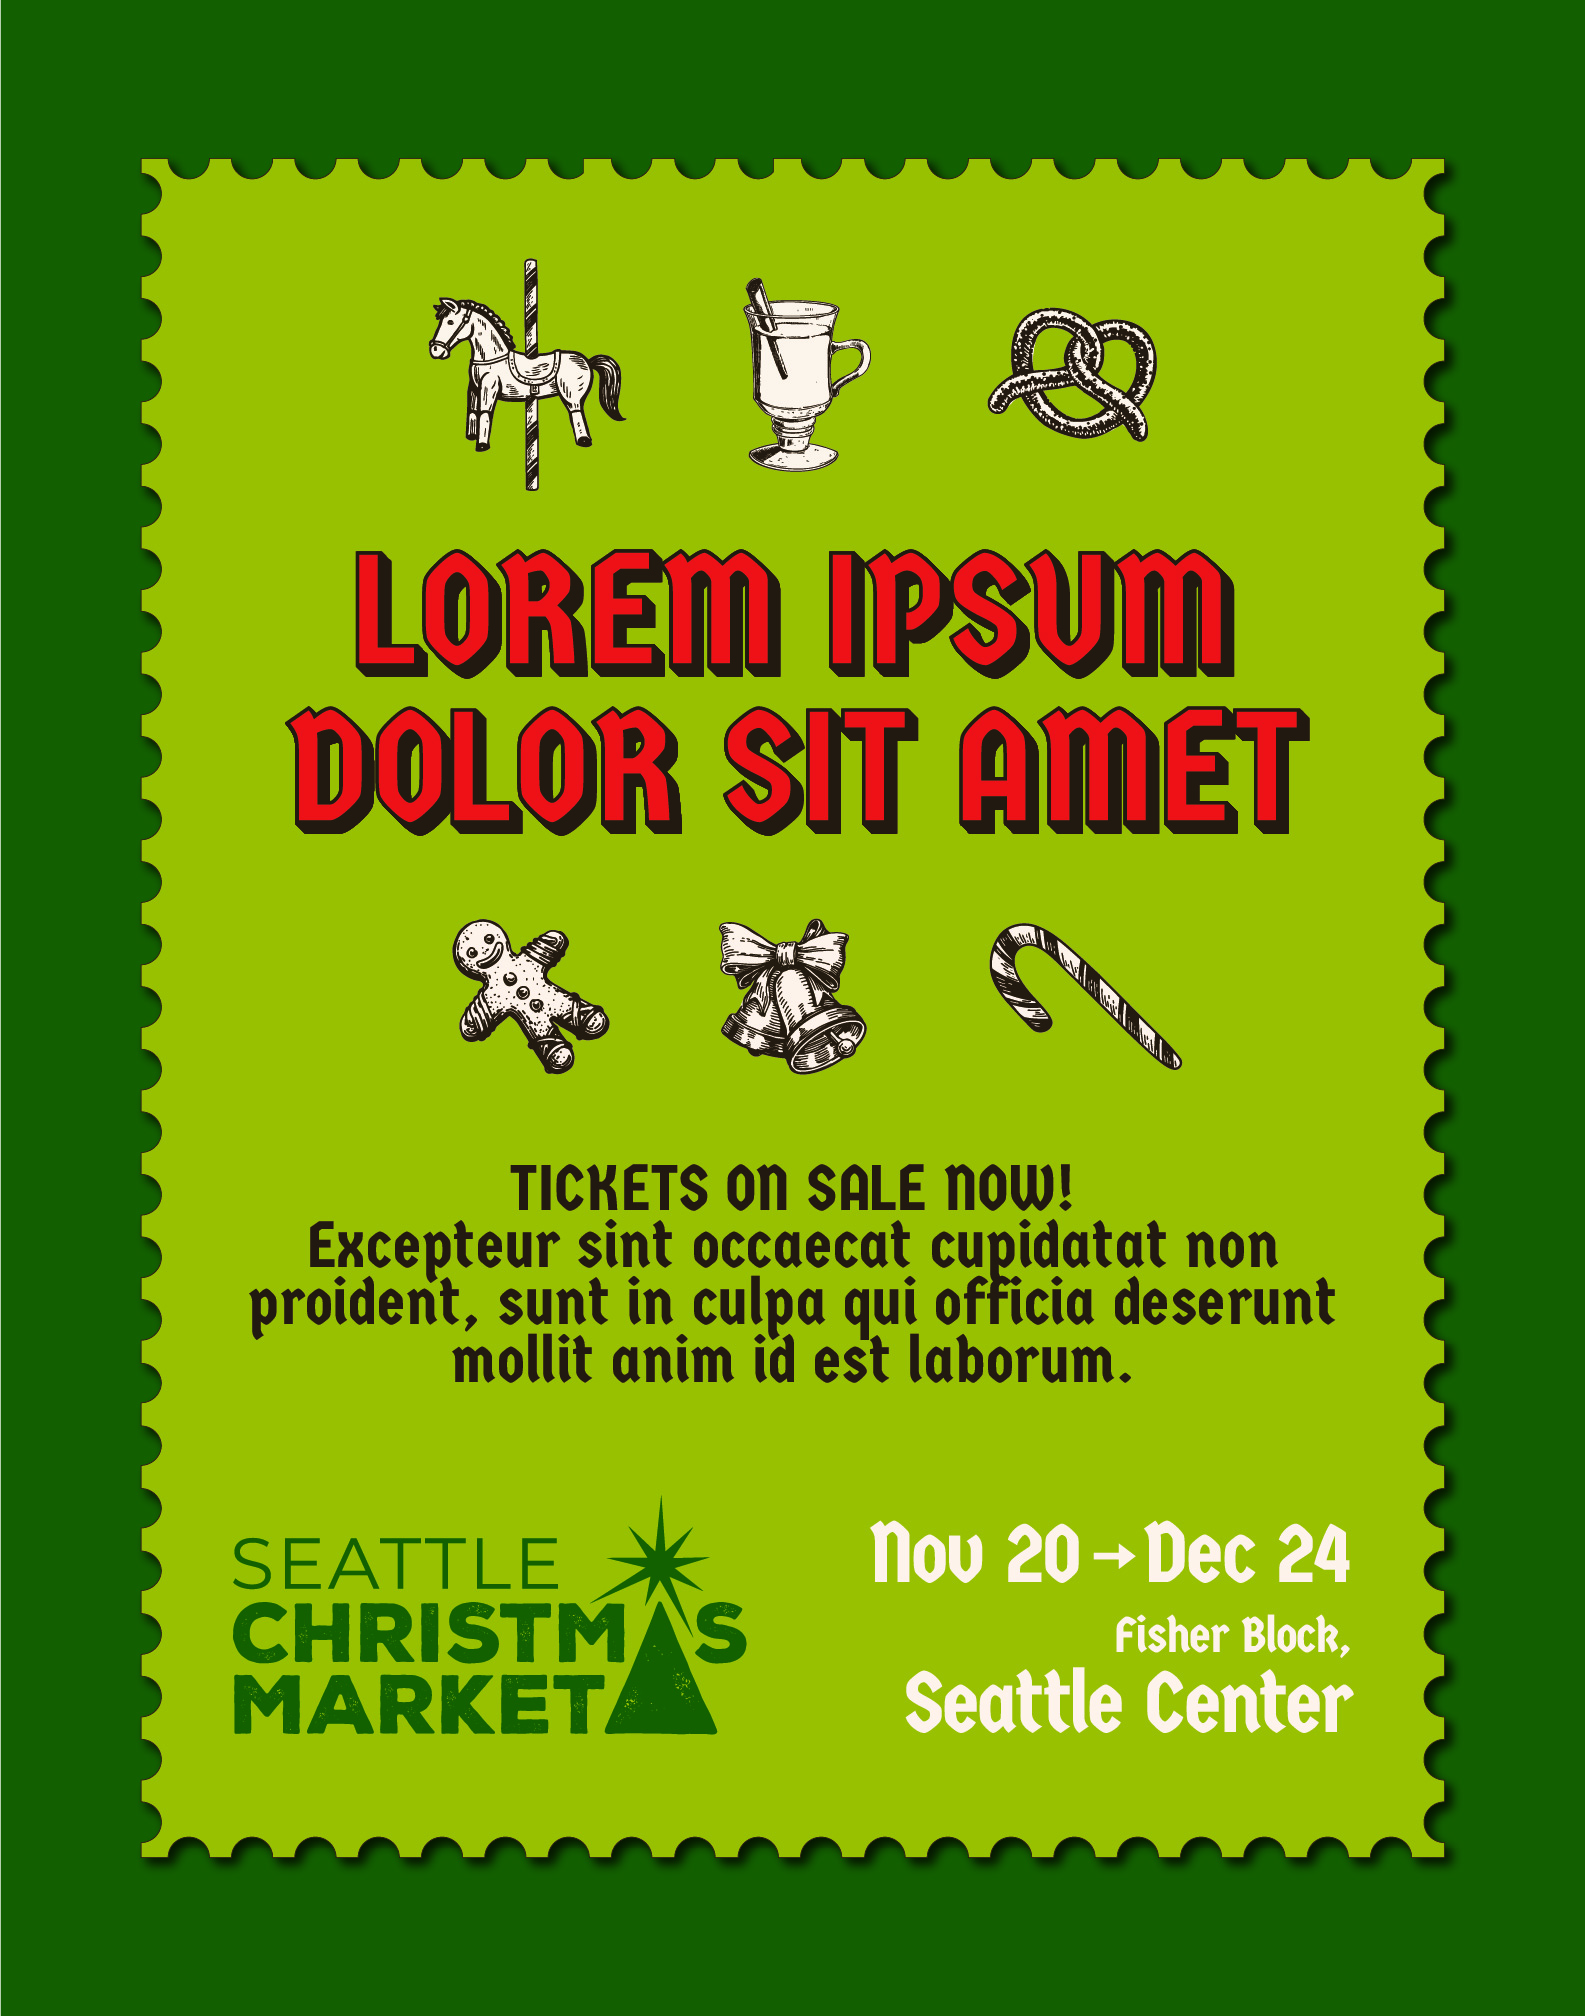 LOREM IPSUM
DOLOR SIT AMET
TICKETS ON SALE NOW!
Excepteur sint occaecat cupidatat non
proident, sunt in culpa qui officia deserunt
mollit anim id est laborum.
SEATTLE
CHRISTMAS
MARKET
Nov 20→Dec 24
Fisher Block,
Seattle Center